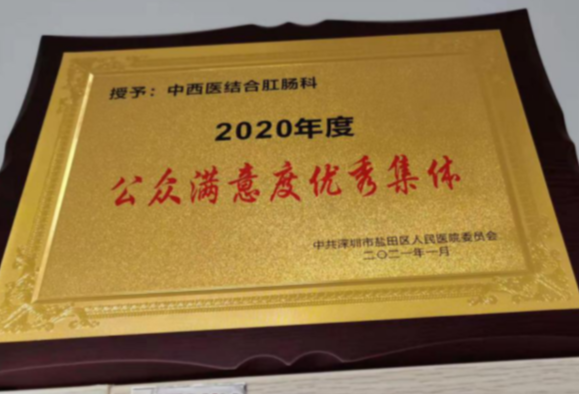 授予：中西医结合肛肠科
2020年度
公众满意度优秀集体
中共深圳市盐田区人民医院委员会
二〇二一年一月